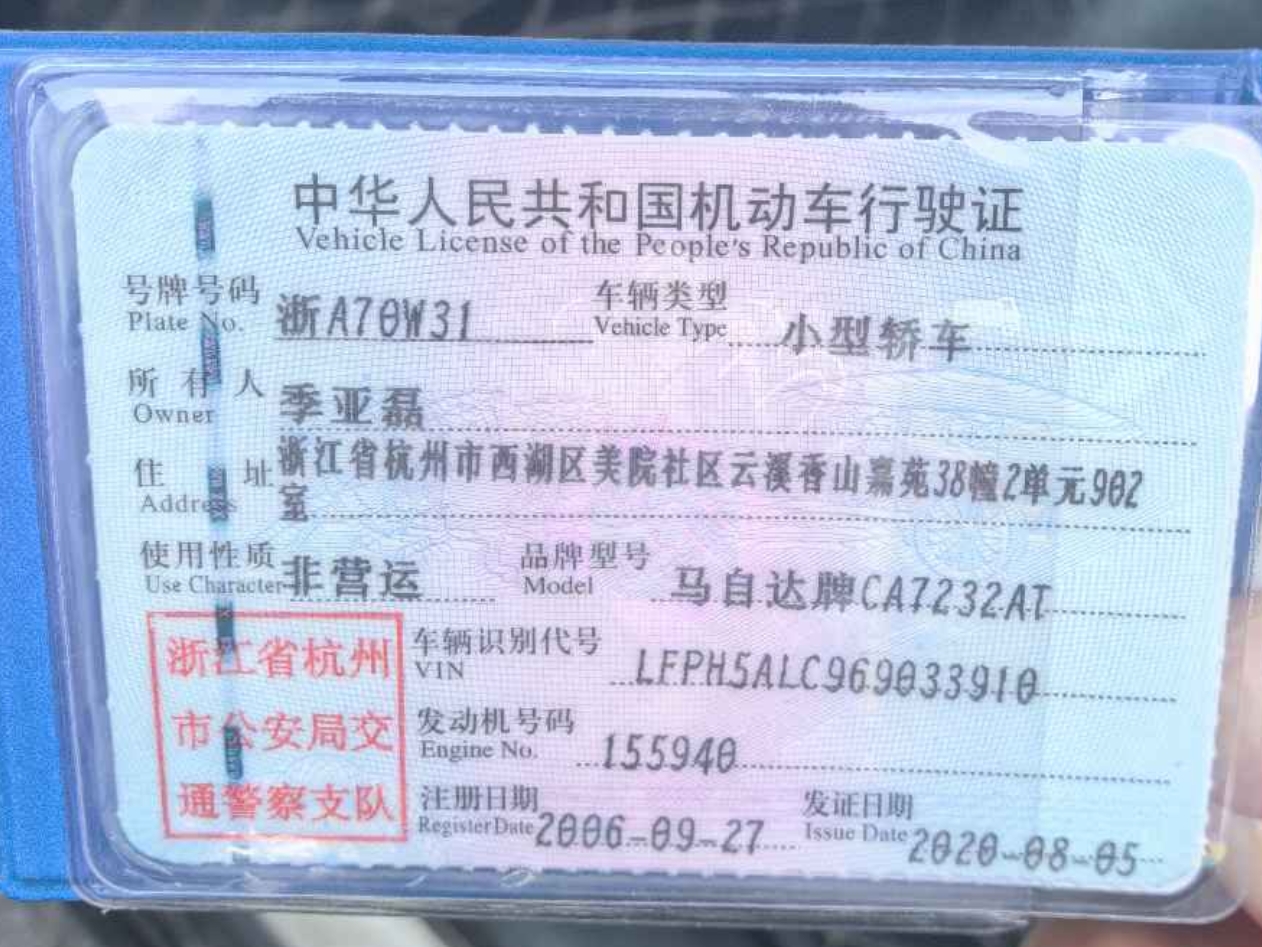 中华人民共和国机动车行驶证
Vehicle License of the People's Republic of China
号牌号码 浙A70W31 车辆类型 小型轿车
Plate No. Vehicle Type
所有人 季亚磊
Owner
住址 浙江省杭州市西湖区美院社区云溪香山嘉苑38幢2单元902
Address 室
使用性质 非营运 品牌型号 马自达牌CA7232AT
Use Character Model
浙江省杭州 车辆识别代号 LFPH5ALC969033910
VIN
市公安局交 发动机号码 155940
Engine No.
通警察支队 注册日期 2006-09-27 发证日期 2020-08-05
Register Date Issue Date